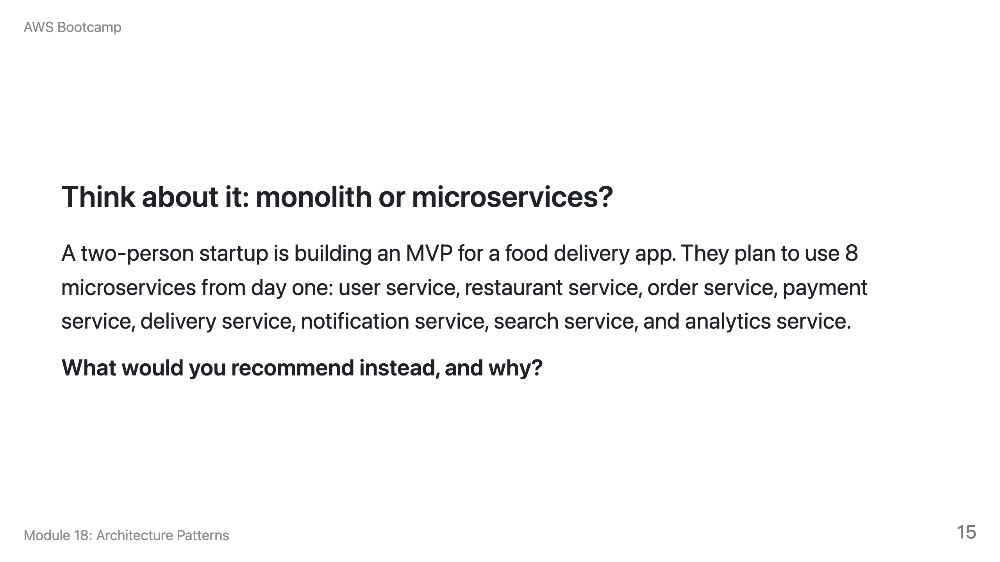 AWS Bootcamp
Think about it: monolith or microservices?
A two-person startup is building an MVP for a food delivery app. They plan to use 8
microservices from day one: user service, restaurant service, order service, payment
service, delivery service, notification service, search service, and analytics service.
What would you recommend instead, and why?
Module 18: Architecture Patterns
15